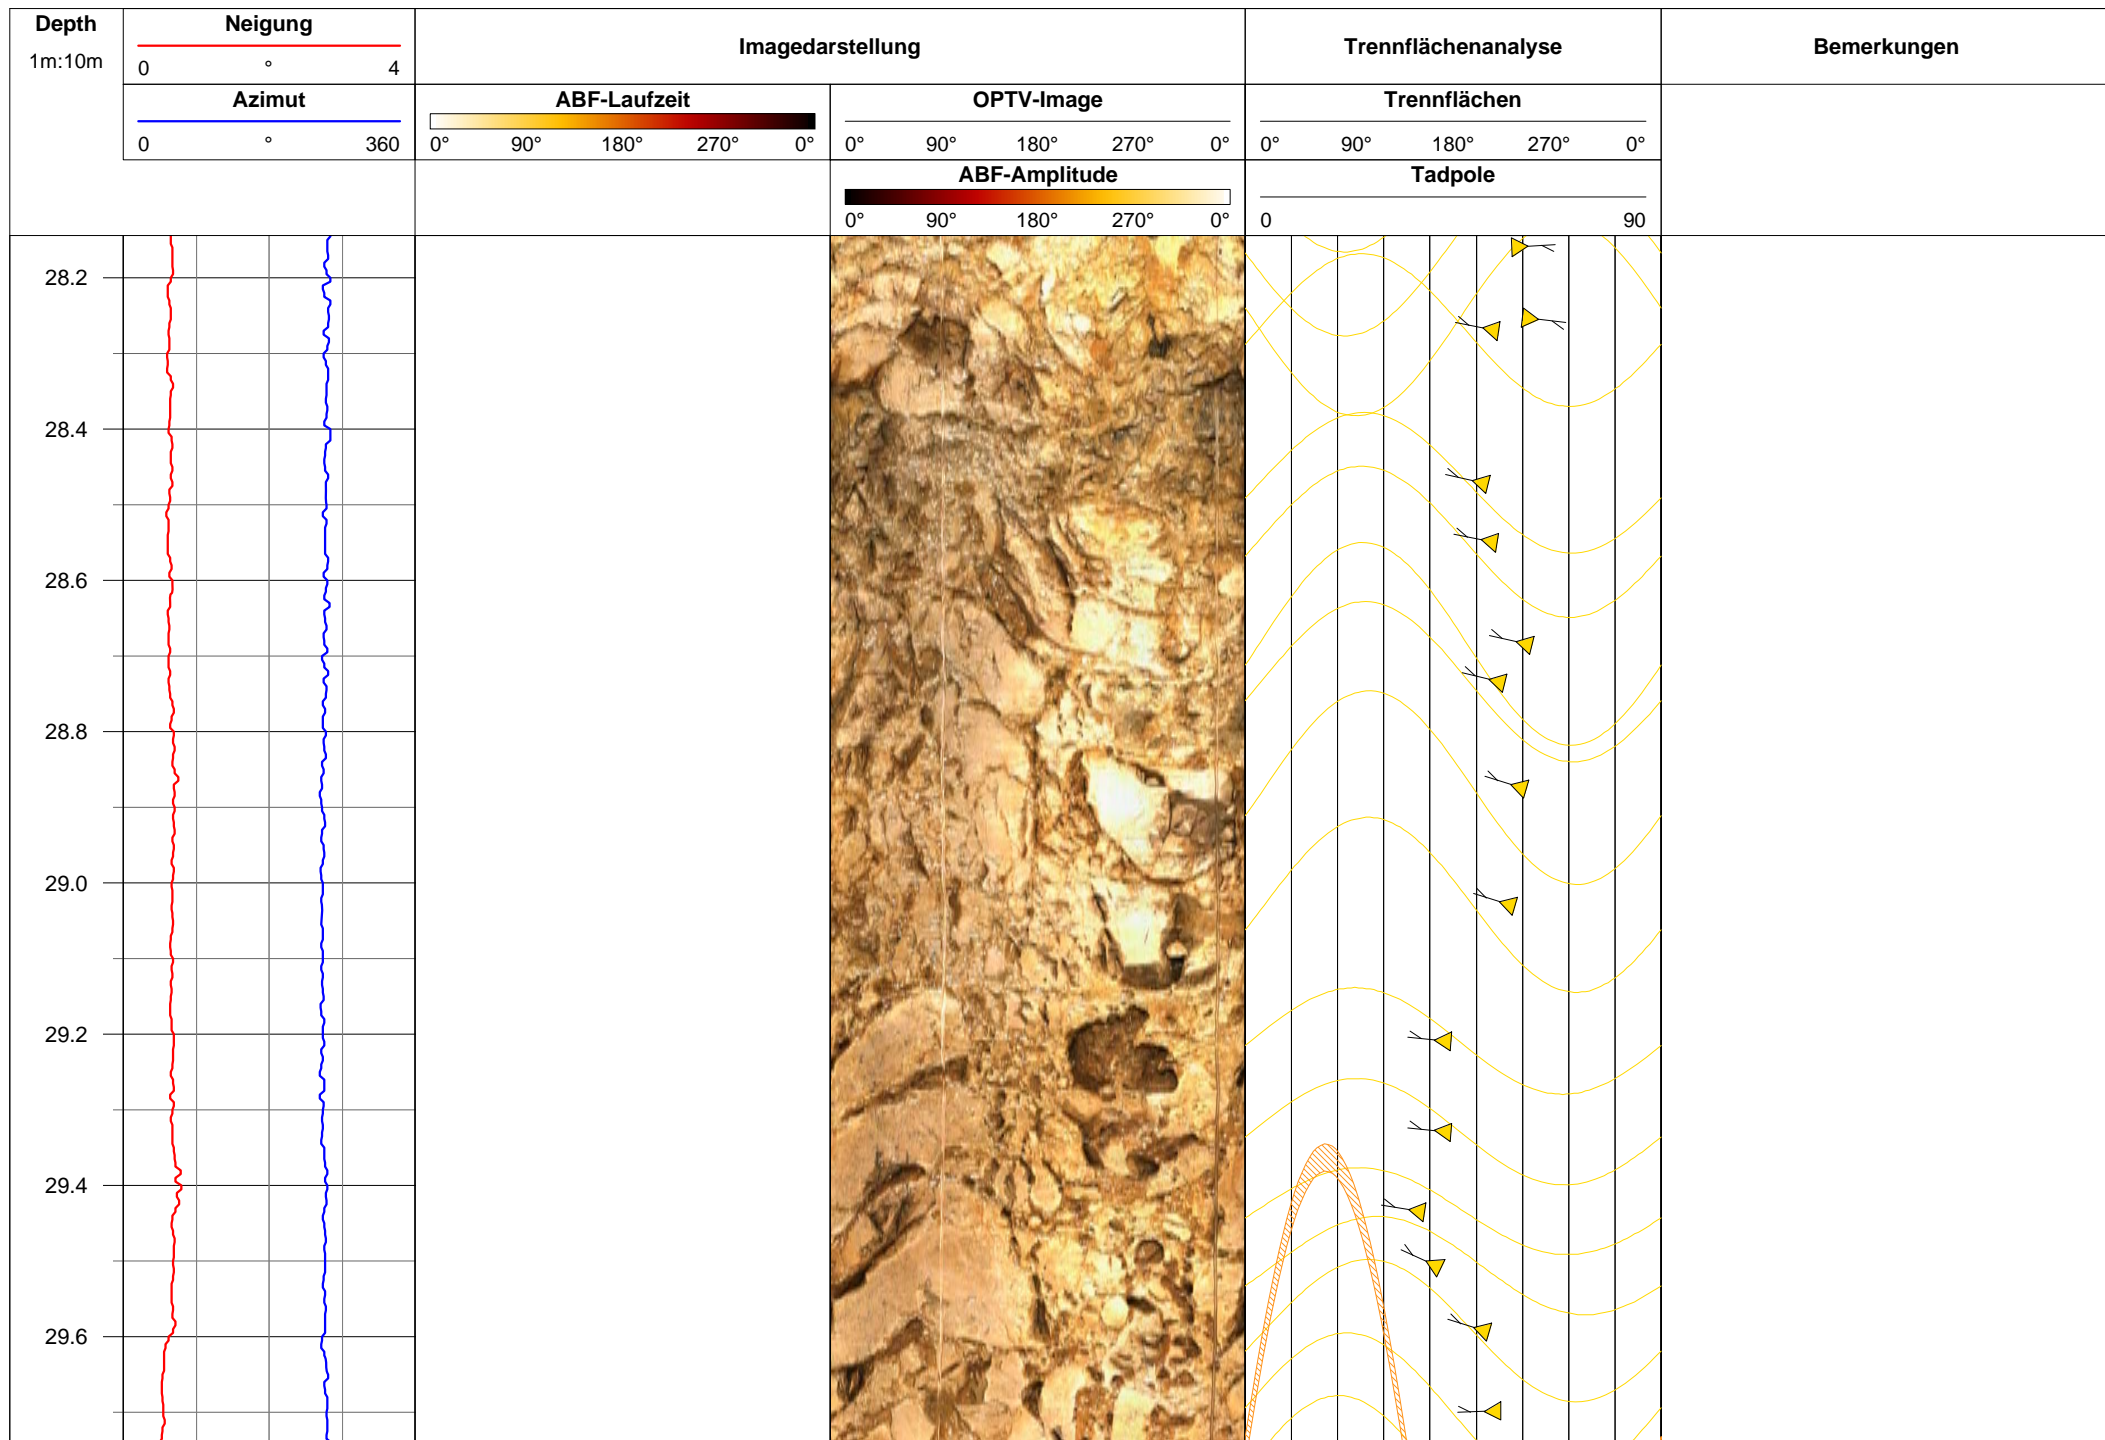 Depth
1m:10m
Neigung
0 ° 4
Azimut
0 ° 360
Imagedarstellung
ABF-Laufzeit
0° 90° 180° 270° 0°
OPTV-Image
0° 90° 180° 270° 0°
ABF-Amplitude
0° 90° 180° 270° 0°
Trennflächenanalyse
Trennflächen
0° 90° 180° 270° 0°
Tadpole
0 90
Bemerkungen
28.2
28.4
28.6
28.8
29.0
29.2
29.4
29.6